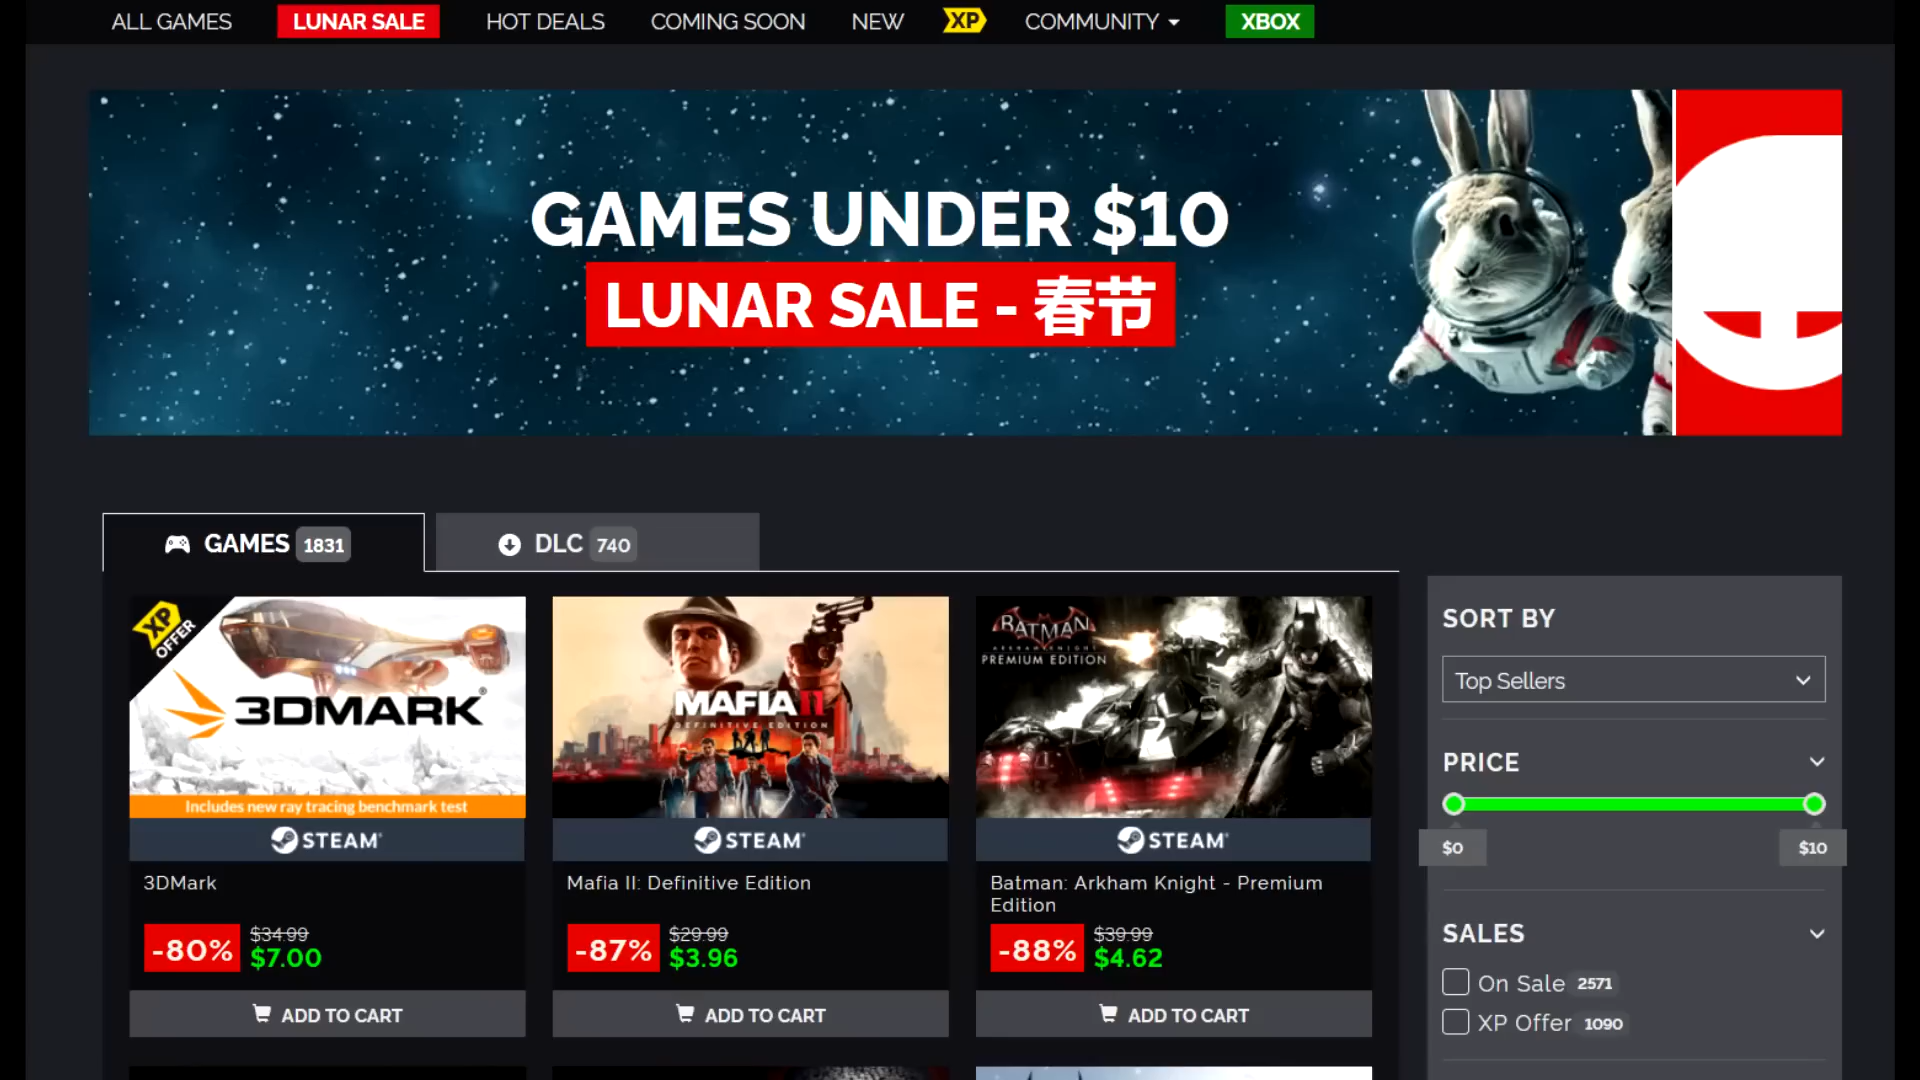 ALL GAMES
LUNAR SALE
HOT DEALS
COMING SOON
NEW
XP
COMMUNITY
XBOX
GAMES UNDER $10
LUNAR SALE - 春节
GAMES 1831
DLC 740
XP
OFFER
3DMARK®
Includes new ray tracing benchmark test
STEAM
3DMark
-80%
$34.99
$7.00
ADD TO CART
MAFIA II
DEFINITIVE EDITION
STEAM
Mafia II: Definitive Edition
-87%
$29.99
$3.96
ADD TO CART
BATMAN
ARKHAM KNIGHT
PREMIUM EDITION
STEAM
Batman: Arkham Knight - Premium
Edition
-88%
$39.99
$4.62
ADD TO CART
SORT BY
Top Sellers
PRICE
$0
$10
SALES
On Sale 2571
XP Offer 1090